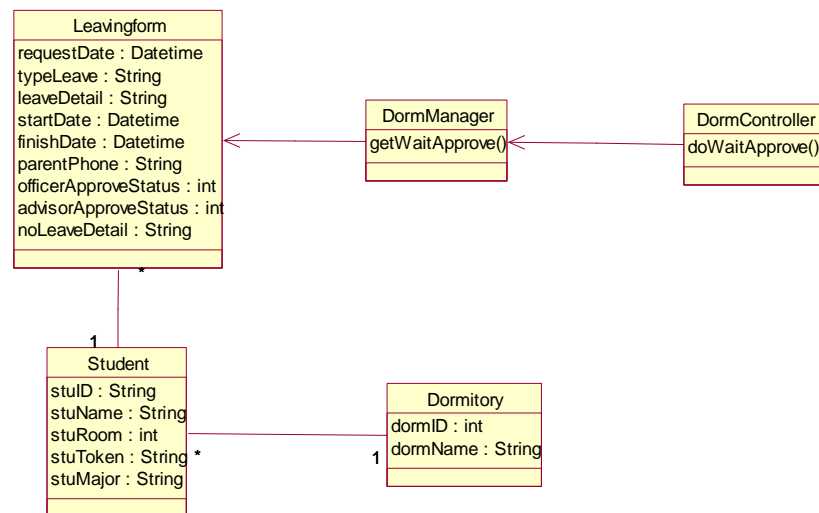 Leavingform
requestDate : Datetime
typeLeave : String
leaveDetail : String
startDate : Datetime
finishDate : Datetime
parentPhone : String
officerApproveStatus : int
advisorApproveStatus : int
noLeaveDetail : String
DormManager
getWaitApprove()
DormController
doWaitApprove()
*
1
Student
stuID : String
stuName : String
stuRoom : int
stuToken : String
stuMajor : String
*
1
Dormitory
dormID : int
dormName : String